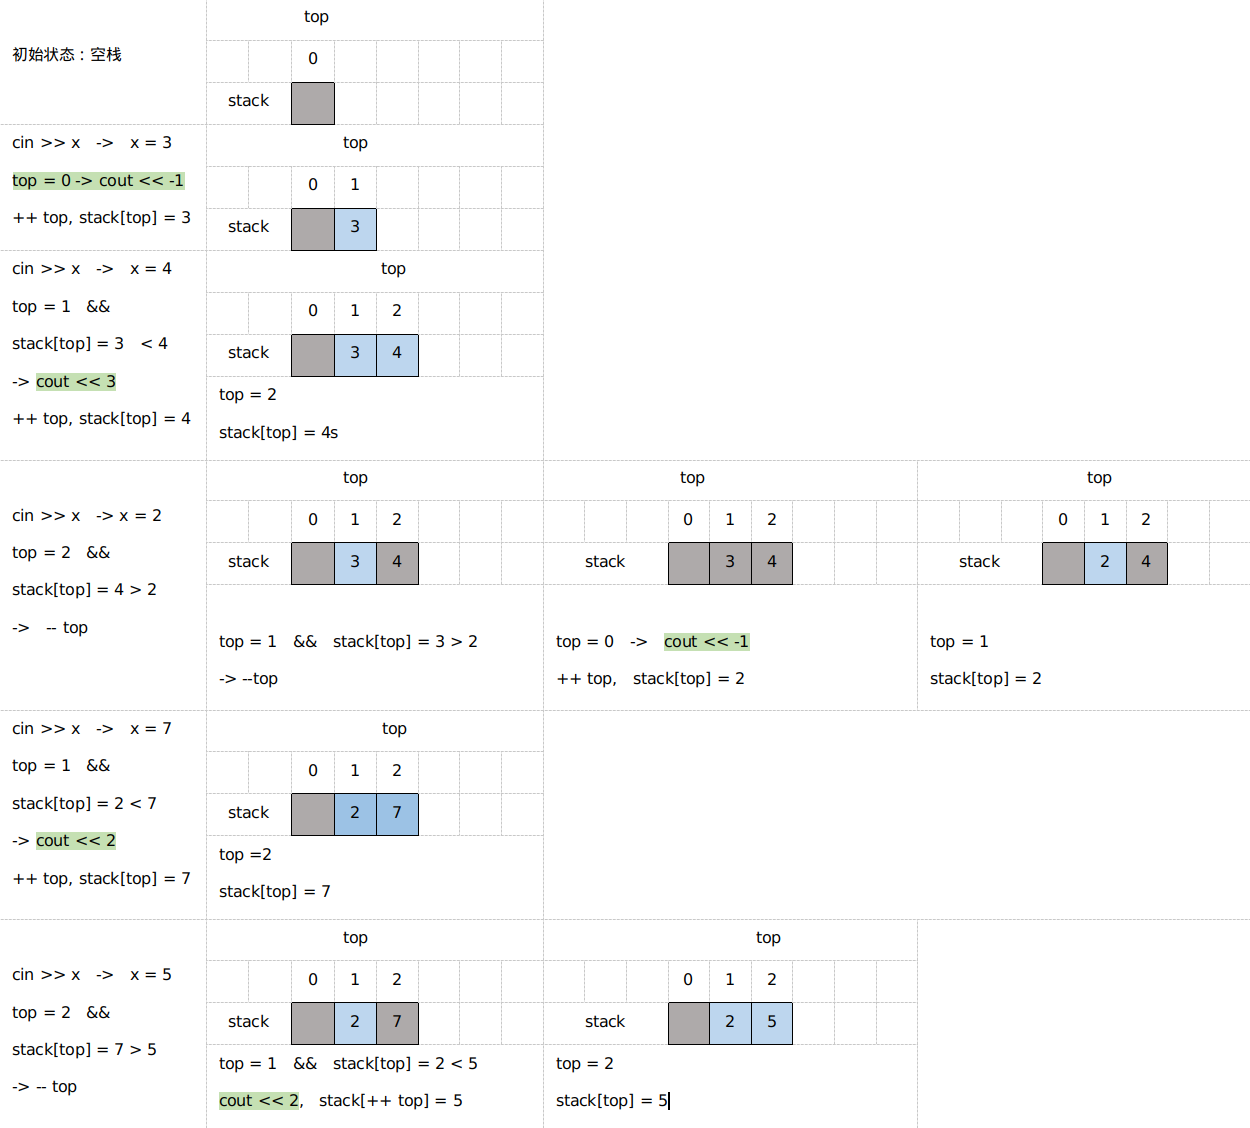 top
初始状态：空栈
0
stack
cin >> x -> x = 3
top = 0 -> cout << -1
++ top, stack[top] = 3
top
0 1
stack 3
cin >> x -> x = 4
top = 1 &&
stack[top] = 3 < 4
-> cout << 3
++ top, stack[top] = 4
top
0 1 2
stack 3 4
top = 2
stack[top] = 4s
cin >> x -> x = 2
top = 2 &&
stack[top] = 4 > 2
-> -- top
top
0 1 2
stack 3 4
top = 1 && stack[top] = 3 > 2
-> --top
top
0 1 2
stack 3 4
top = 0 -> cout << -1
++ top, stack[top] = 2
top
0 1 2
stack 2 4
top = 1
stack[top] = 2
cin >> x -> x = 7
top = 1 &&
stack[top] = 2 < 7
-> cout << 2
++ top, stack[top] = 7
top
0 1 2
stack 2 7
top =2
stack[top] = 7
cin >> x -> x = 5
top = 2 &&
stack[top] = 7 > 5
-> -- top
top
0 1 2
stack 2 7
top = 1 && stack[top] = 2 < 5
cout << 2, stack[++ top] = 5
top
0 1 2
stack 2 5
top = 2
stack[top] = 5